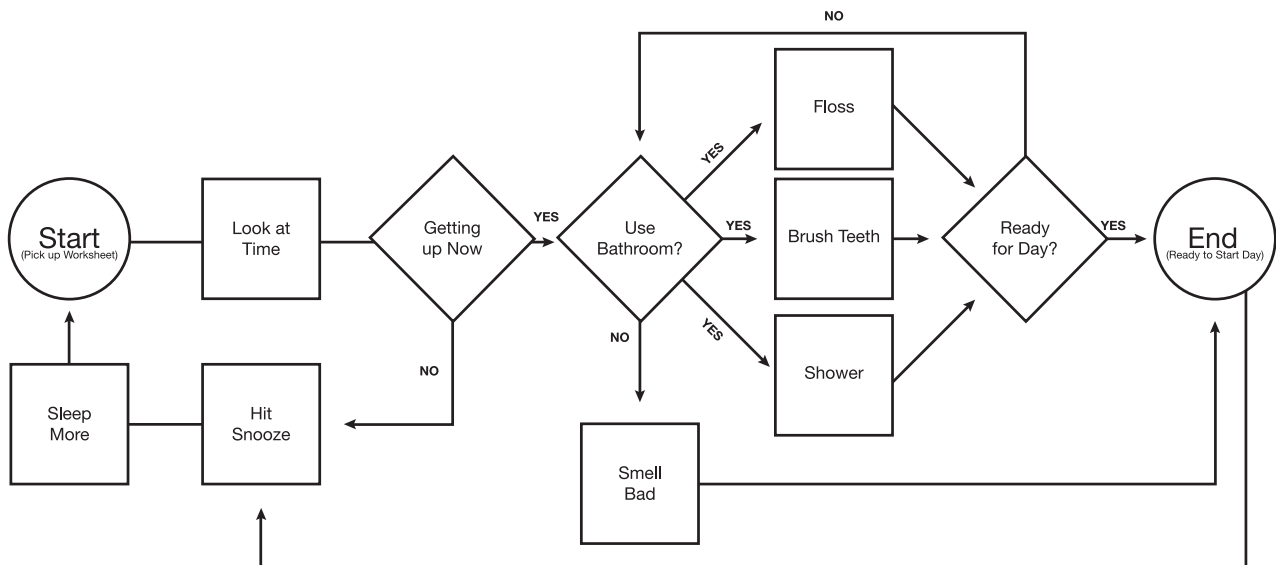 NO
Floss
YES
Start
(Pick up Worksheet)
Look at
Time
Getting
up Now
YES
Use
Bathroom?
YES
Brush Teeth
Ready
for Day?
YES
End
(Ready to Start Day)
NO
NO
YES
Shower
Sleep
More
Hit
Snooze
Smell
Bad